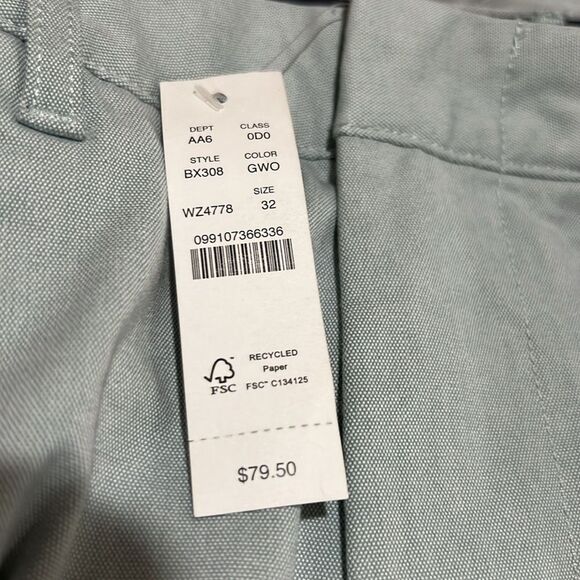 DEPT CLASS
AA6 0D0
STYLE COLOR
BX308 GWO
SIZE
WZ4778 32
099107366336
RECYCLED
Paper
FSC FSC™ C134125
$79.50